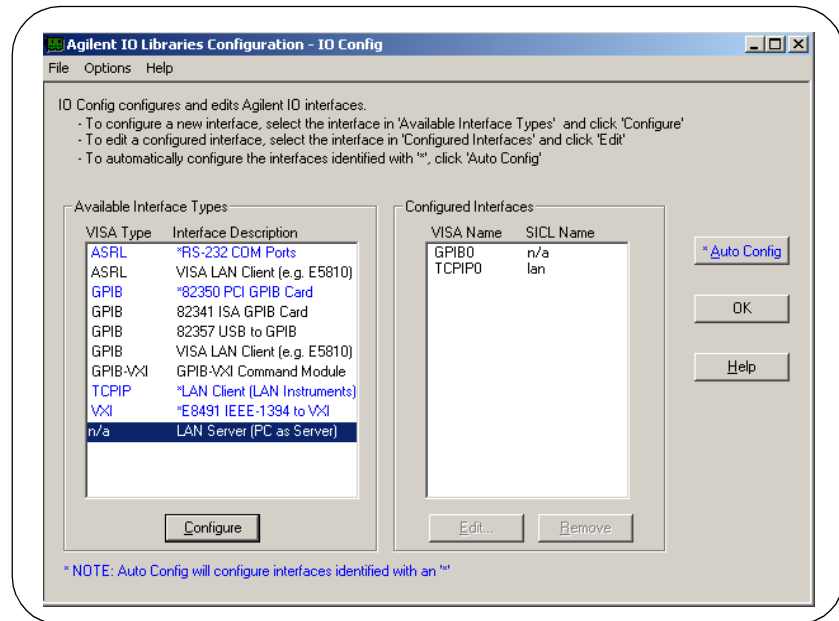 Agilent IO Libraries Configuration - IO Config
File Options Help
IO Config configures and edits Agilent IO interfaces.
- To configure a new interface, select the interface in 'Available Interface Types' and click 'Configure'
- To edit a configured interface, select the interface in 'Configured Interfaces' and click 'Edit'
- To automatically configure the interfaces identified with '*', click 'Auto Config'
Available Interface Types
VISA Type Interface Description
ASRL *RS-232 COM Ports
ASRL VISA LAN Client (e.g. E5810)
GPIB *82350 PCI GPIB Card
GPIB 82341 ISA GPIB Card
GPIB 82357 USB to GPIB
GPIB VISA LAN Client (e.g. E5810)
GPIB-VXI GPIB-VXI Command Module
TCPIP *LAN Client (LAN Instruments)
VXI *E8491 IEEE-1394 to VXI
n/a LAN Server (PC as Server)
Configure
Configured Interfaces
VISA Name SICL Name
GPIB0 n/a
TCPIP0 lan
Edit... Remove
* Auto Config
OK
Help
* NOTE: Auto Config will configure interfaces identified with an '*'